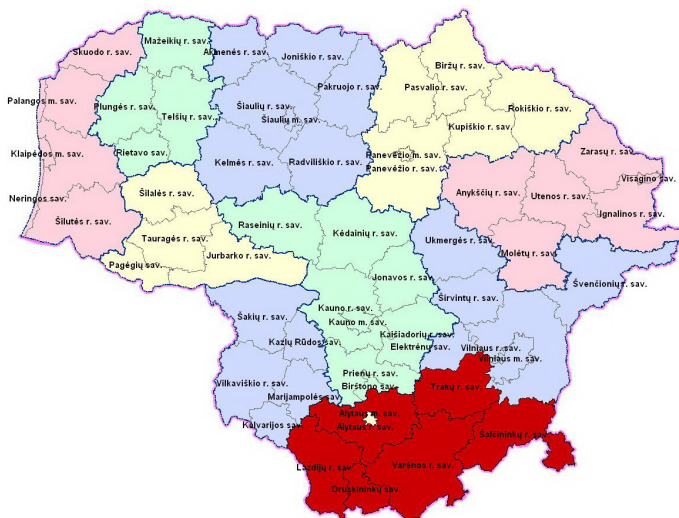 Mažeikių r. sav.
Skuodo r. sav.
Akmenės r. sav.
Joniškio r. sav.
Biržų r. sav.
Pakruojo r. sav.
Pasvalio r. sav.
Palangos m. sav.
Plungės r. sav.
Telšių r. sav.
Šiaulių r. sav.
Šiaulių m. sav.
Rokiškio r. sav.
Kupiškio r. sav.
Klaipėdos m. sav.
Rietavo sav.
Kelmės r. sav.
Radviliškio r. sav.
Panevėžio m. sav.
Panevėžio r. sav.
Zarasų r. sav.
Visagino sav.
Neringos sav.
Šilalės r. sav.
Anykščių r. sav.
Utenos r. sav.
Ignalinos r. sav.
Šilutės r. sav.
Raseinių r. sav.
Kėdainių r. sav.
Ukmergės r. sav.
Tauragės r. sav.
Molėtų r. sav.
Pagėgių sav.
Jurbarko r. sav.
Jonavos r. sav.
Švenčionių r. sav.
Širvintų r. sav.
Šakių r. sav.
Kauno r. sav.
Kauno m. sav.
Kaišiadorių r. sav.
Kazlų Rūdos sav.
Elektrėnų sav.
Vilniaus r. sav.
Vilniaus m. sav.
Prienų r. sav.
Vilkaviškio r. sav.
Birštono sav.
Trakų r. sav.
Marijampolės sav.
Alytaus m. sav.
Kalvarijos sav.
Alytaus r. sav.
Šalčininkų r. sav.
Lazdijų r. sav.
Varėnos r. sav.
Druskininkų sav.